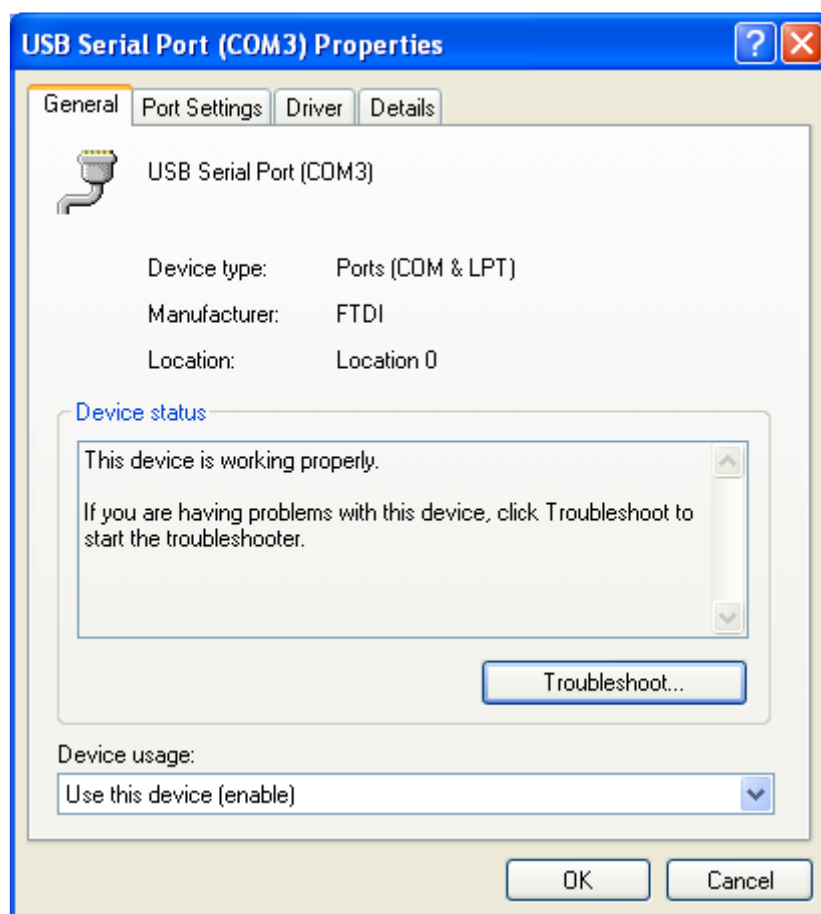 USB Serial Port (COM3) Properties
General Port Settings Driver Details
USB Serial Port (COM3)
Device type: Ports (COM & LPT)
Manufacturer: FTDI
Location: Location 0
Device status
This device is working properly.
If you are having problems with this device, click Troubleshoot to
start the troubleshooter.
Troubleshoot...
Device usage:
Use this device (enable)
OK Cancel